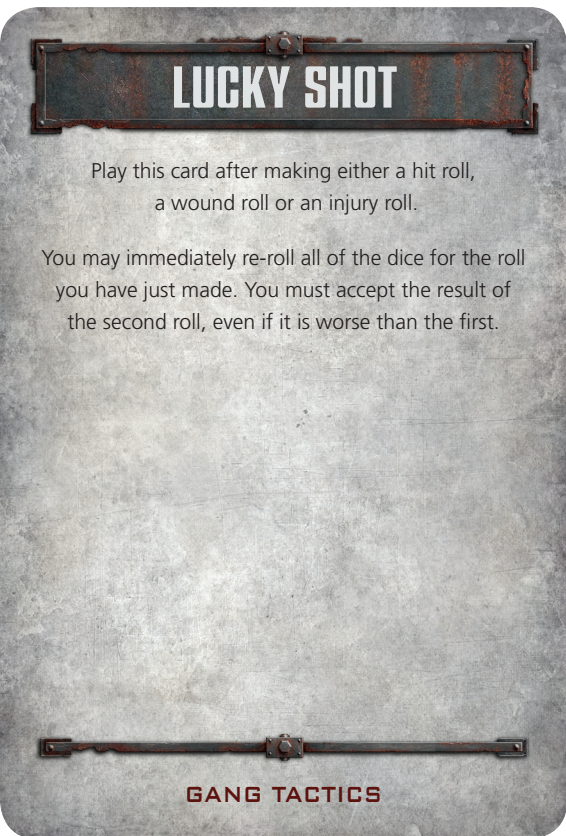 LUCKY SHOT
Play this card after making either a hit roll,
a wound roll or an injury roll.
You may immediately re-roll all of the dice for the roll
you have just made. You must accept the result of
the second roll, even if it is worse than the first.
GANG TACTICS